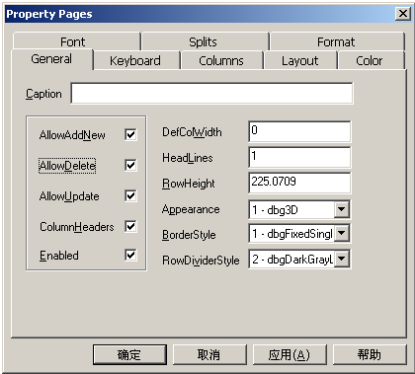 Property Pages
Font Splits Format
General Keyboard Columns Layout Color
Caption
AllowAddNew
AllowDelete
AllowUpdate
ColumnHeaders
Enabled
DefColWidth 0
HeadLines 1
RowHeight 225.0709
Appearance 1 - dbg3D
BorderStyle 1 - dbgFixedSingl
RowDividerStyle 2 - dbgDarkGrayL
确定 取消 应用(A) 帮助